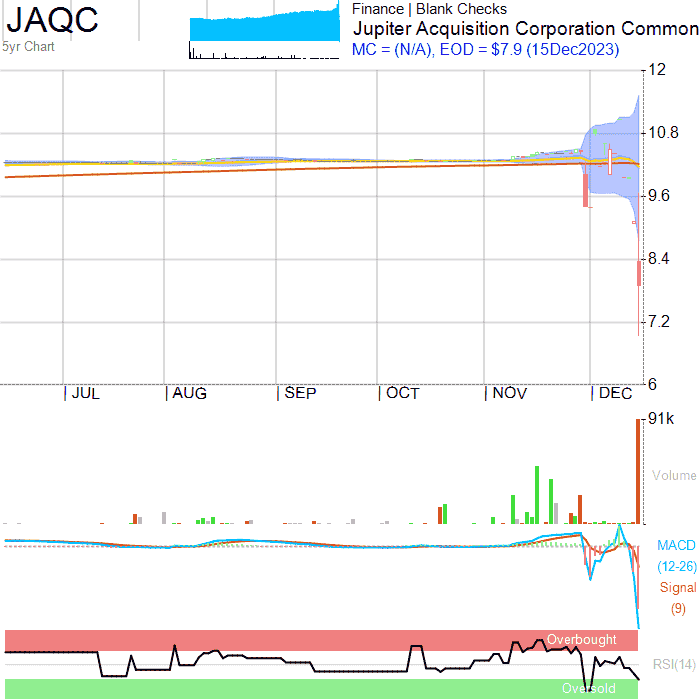 JAQC
5yr Chart
Finance | Blank Checks
Jupiter Acquisition Corporation Common
MC = (N/A), EOD = $7.9 (15Dec2023)
12
10.8
9.6
8.4
7.2
6
JUL AUG SEP OCT NOV DEC
91k
Volume
MACD
(12-26)
Signal
(9)
Overbought
RSI(14)
Oversold